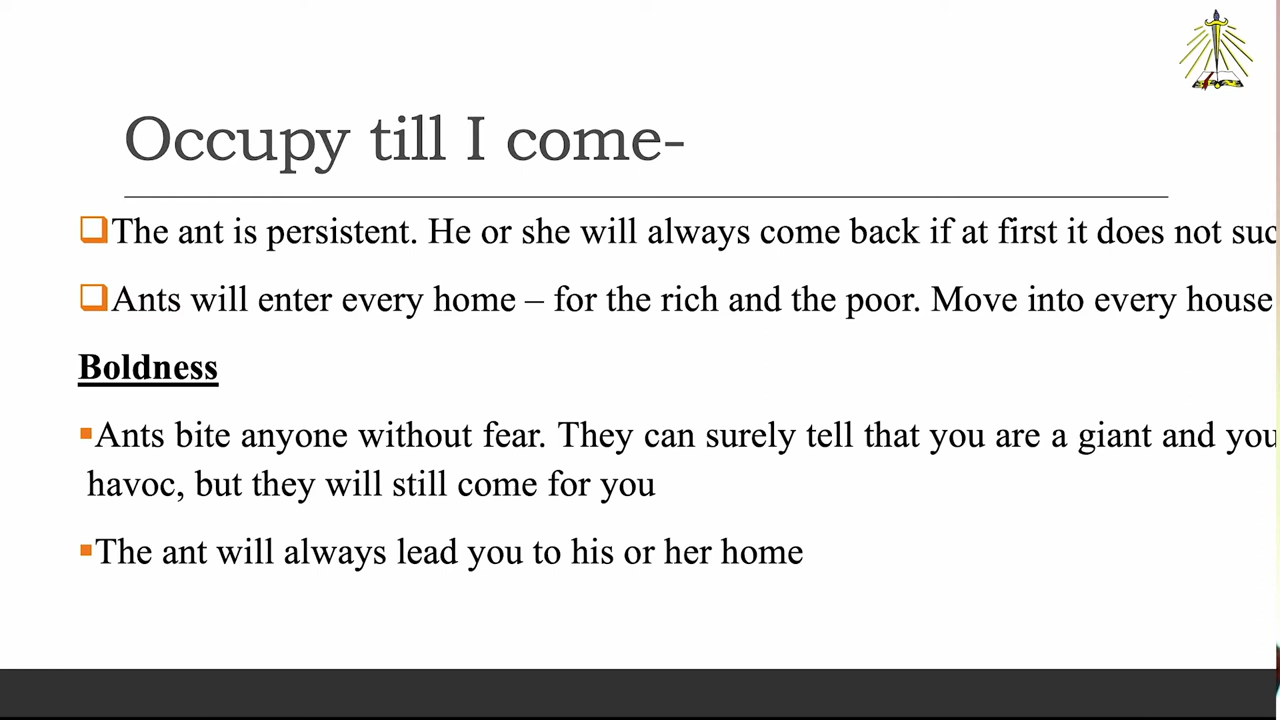 Occupy till I come-
The ant is persistent. He or she will always come back if at first it does not
Ants will enter every home – for the rich and the poor. Move into every house
Boldness
Ants bite anyone without fear. They can surely tell that you are a giant and you
havoc, but they will still come for you
The ant will always lead you to his or her home